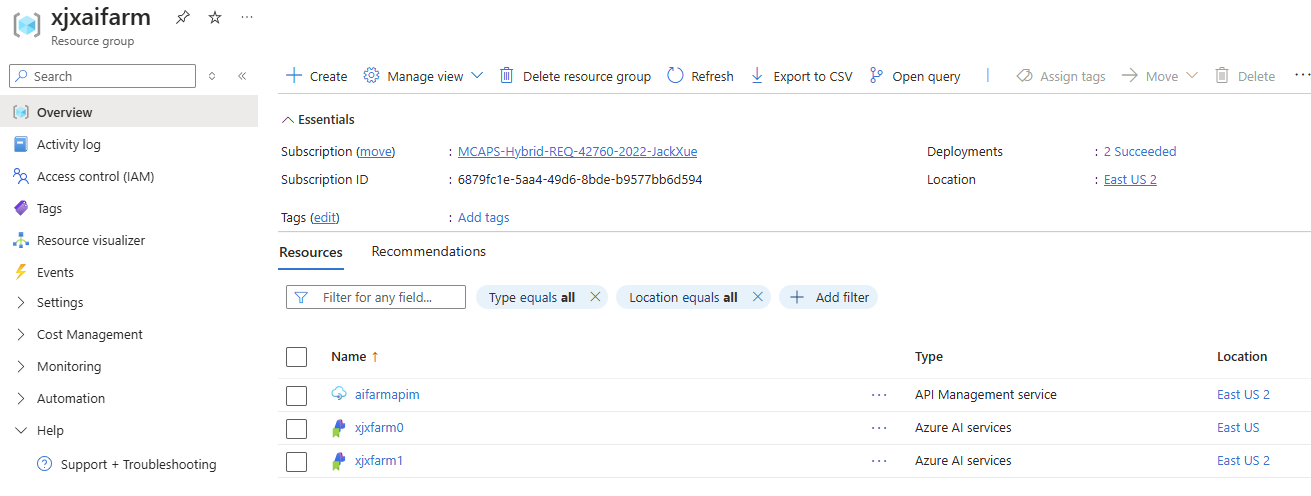 xjxaifarm
Resource group
Search
Overview
Activity log
Access control (IAM)
Tags
Resource visualizer
Events
Settings
Cost Management
Monitoring
Automation
Help
Support + Troubleshooting
Create Manage view Delete resource group Refresh Export to CSV Open query Assign tags Move Delete
Essentials
Subscription (move) : MCAPS-Hybrid-REQ-42760-2022-JackXue Deployments : 2 Succeeded
Subscription ID : 6879fc1e-5aa4-49d6-8bde-b9577bb6d594 Location : East US 2
Tags (edit) : Add tags
Resources Recommendations
Filter for any field... Type equals all Location equals all Add filter
Name ↑ Type Location
aifarmapim API Management service East US 2
xjxfarm0 Azure AI services East US
xjxfarm1 Azure AI services East US 2